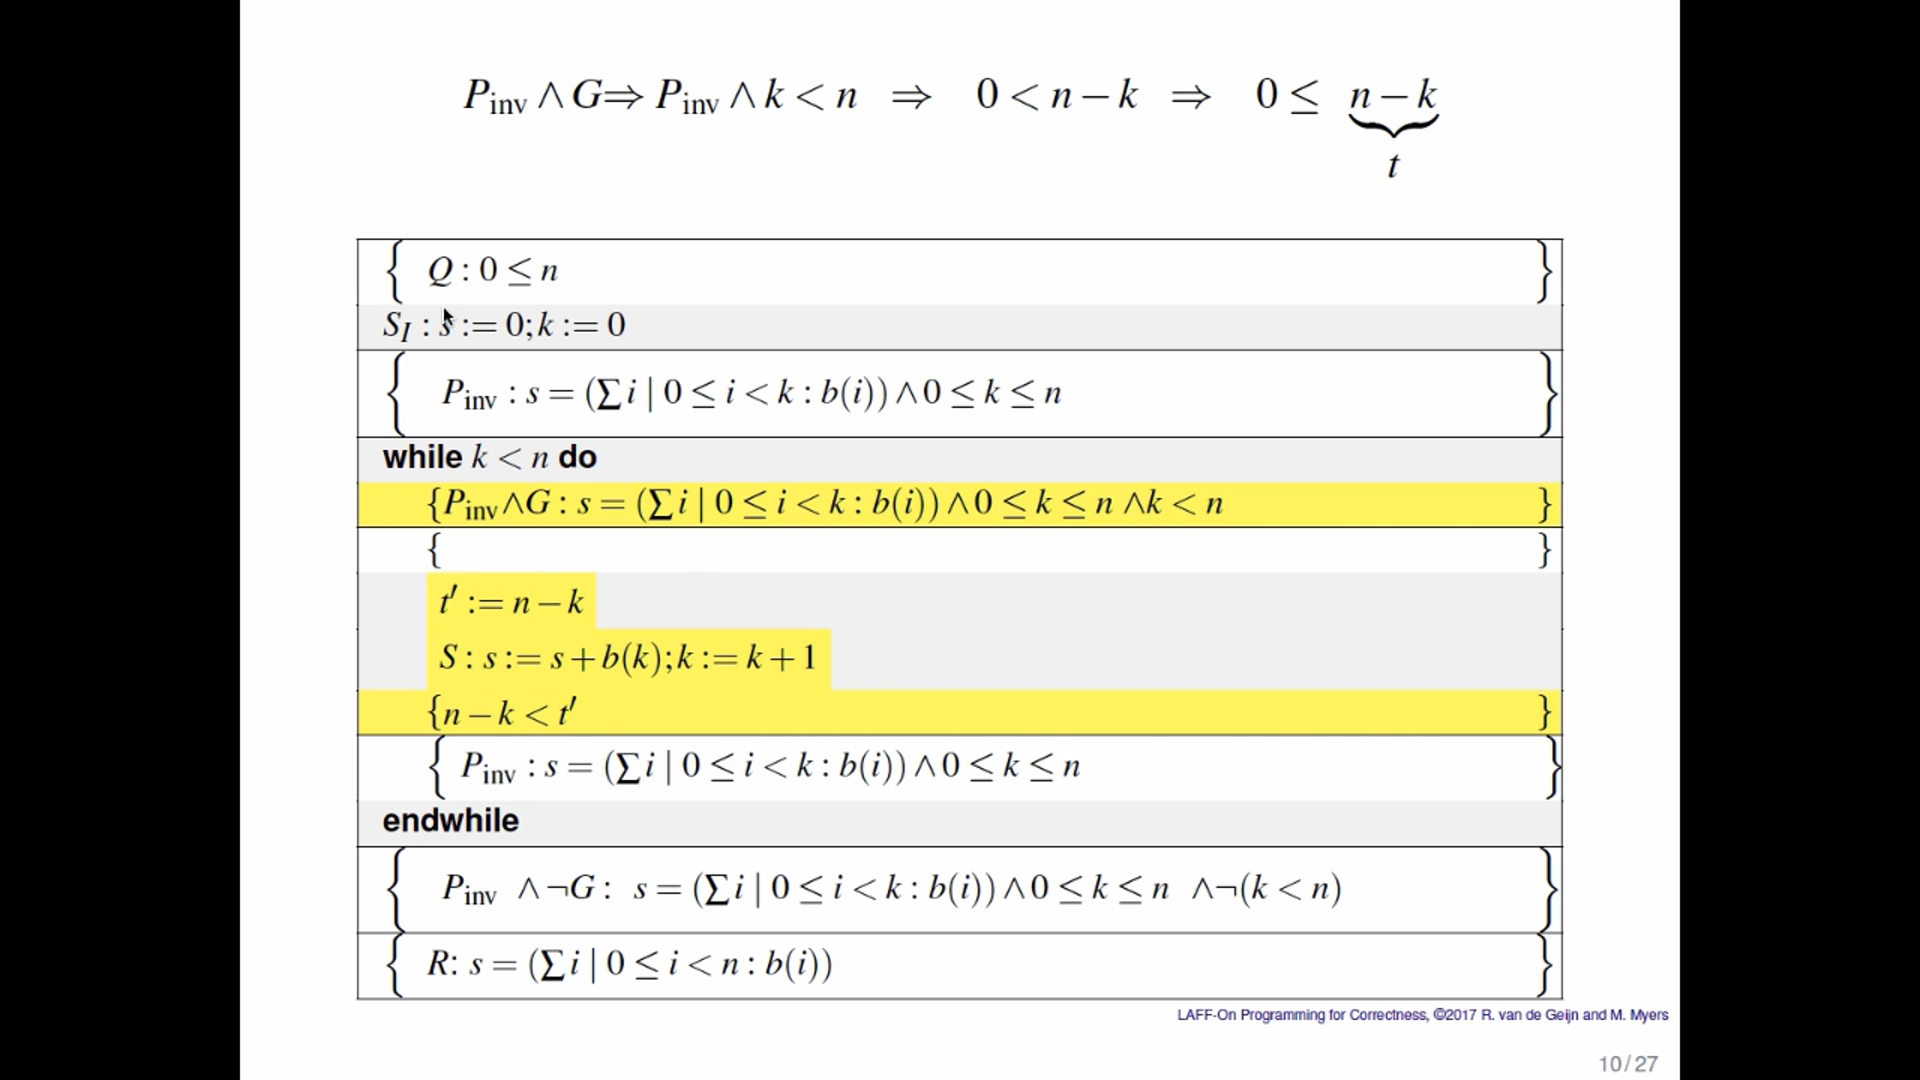 P_inv ∧ G ⇒ P_inv ∧ k < n ⇒ 0 < n − k ⇒ 0 ≤ n − k
t
{ Q : 0 ≤ n }
S_I : s := 0; k := 0
{ P_inv : s = (∑ i | 0 ≤ i < k : b(i)) ∧ 0 ≤ k ≤ n }
while k < n do
{ P_inv ∧ G : s = (∑ i | 0 ≤ i < k : b(i)) ∧ 0 ≤ k ≤ n ∧ k < n }
{ }
t′ := n − k
S : s := s + b(k); k := k + 1
{ n − k < t′ }
{ P_inv : s = (∑ i | 0 ≤ i < k : b(i)) ∧ 0 ≤ k ≤ n }
endwhile
{ P_inv ∧ ¬G : s = (∑ i | 0 ≤ i < k : b(i)) ∧ 0 ≤ k ≤ n ∧ ¬(k < n) }
{ R: s = (∑ i | 0 ≤ i < n : b(i)) }
LAFF-On Programming for Correctness, ©2017 R. van de Geijn and M. Myers
10/27